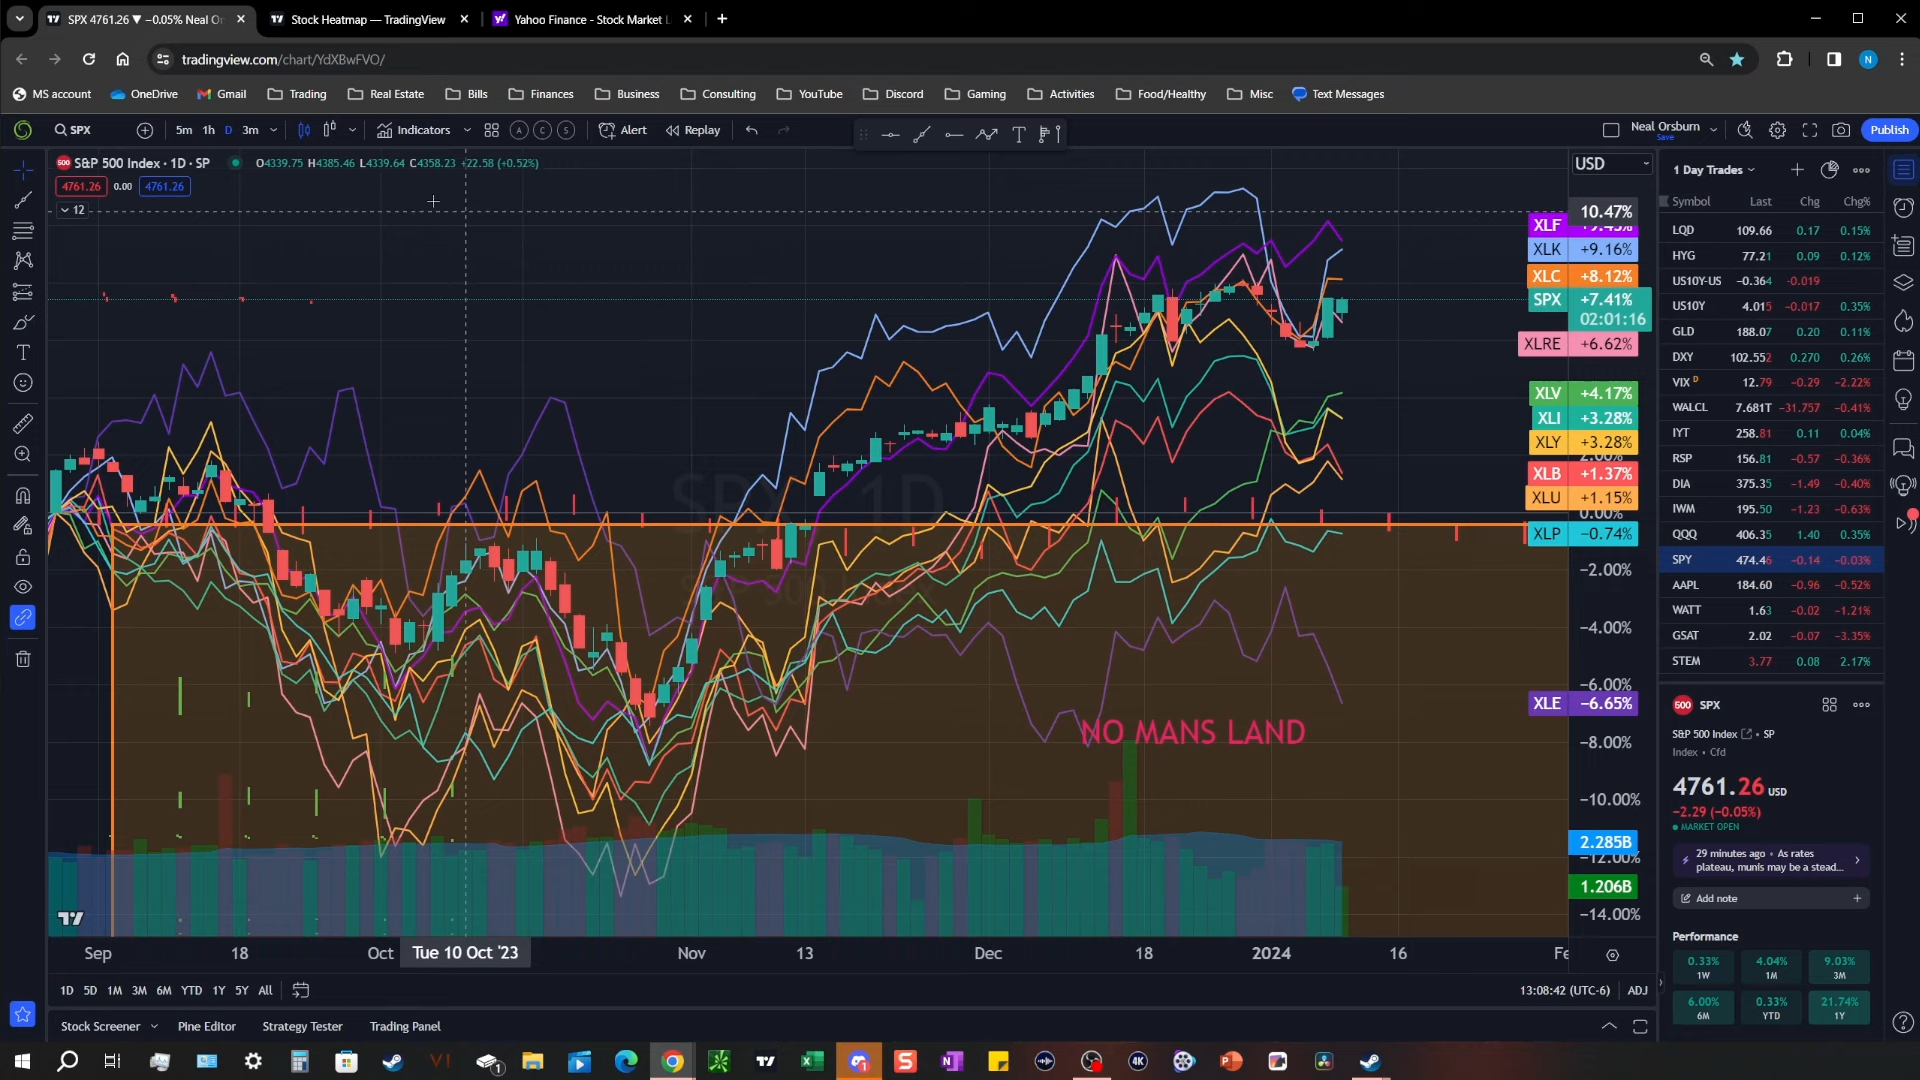 SPX 4761.26 ▼ −0.05% Neal Or
Stock Heatmap — TradingView
Yahoo Finance - Stock Market L
tradingview.com/chart/YdXBwFVO/
MS account
OneDrive
Gmail
Trading
Real Estate
Bills
Finances
Business
Consulting
YouTube
Discord
Gaming
Activities
Food/Healthy
Misc
Text Messages
SPX
5m 1h D 3m
Indicators
A C S
Alert
Replay
Neal Orsburn
Save
Publish
S&P 500 Index · 1D · SP
O4339.75 H4385.46 L4339.64 C4358.23 +22.58 (+0.52%)
4761.26 0.00 4761.26
12
USD
10.47%
XLF +9.43%
XLK +9.16%
XLC +8.12%
SPX +7.41%
02:01:16
XLRE +6.62%
XLV +4.17%
XLI +3.28%
XLY +3.28%
2.00%
XLB +1.37%
XLU +1.15%
0.00%
XLP −0.74%
−2.00%
−4.00%
−6.00%
XLE −6.65%
−8.00%
−10.00%
2.285B
−12.00%
1.206B
−14.00%
SPX, 1D
NO MANS LAND
Sep 18 Oct Tue 10 Oct '23 Nov 13 Dec 18 2024 16 Fe
1D 5D 1M 3M 6M YTD 1Y 5Y All
13:08:42 (UTC-6) ADJ
Stock Screener
Pine Editor
Strategy Tester
Trading Panel
1 Day Trades
Symbol Last Chg Chg%
LQD 109.66 0.17 0.15%
HYG 77.21 0.09 0.12%
US10Y-US −0.364 −0.019
US10Y 4.015 −0.017 0.35%
GLD 188.07 0.20 0.11%
DXY 102.552 0.270 0.26%
VIX D 12.79 −0.29 −2.22%
WALCL 7.681T −31.757 −0.41%
IYT 258.81 0.11 0.04%
RSP 156.81 −0.57 −0.36%
DIA 375.35 −1.49 −0.40%
IWM 195.50 −1.23 −0.63%
QQQ 406.35 1.40 0.35%
SPY 474.46 −0.14 −0.03%
AAPL 184.60 −0.96 −0.52%
WATT 1.63 −0.02 −1.21%
GSAT 2.02 −0.07 −3.35%
STEM 3.77 0.08 2.17%
500 SPX
S&P 500 Index • SP
Index • Cfd
4761.26 USD
−2.29 (−0.05%)
MARKET OPEN
29 minutes ago • As rates
plateau, munis may be a stead...
Add note
Performance
0.33% 4.04% 9.03%
1W 1M 3M
6.00% 0.33% 21.74%
6M YTD 1Y